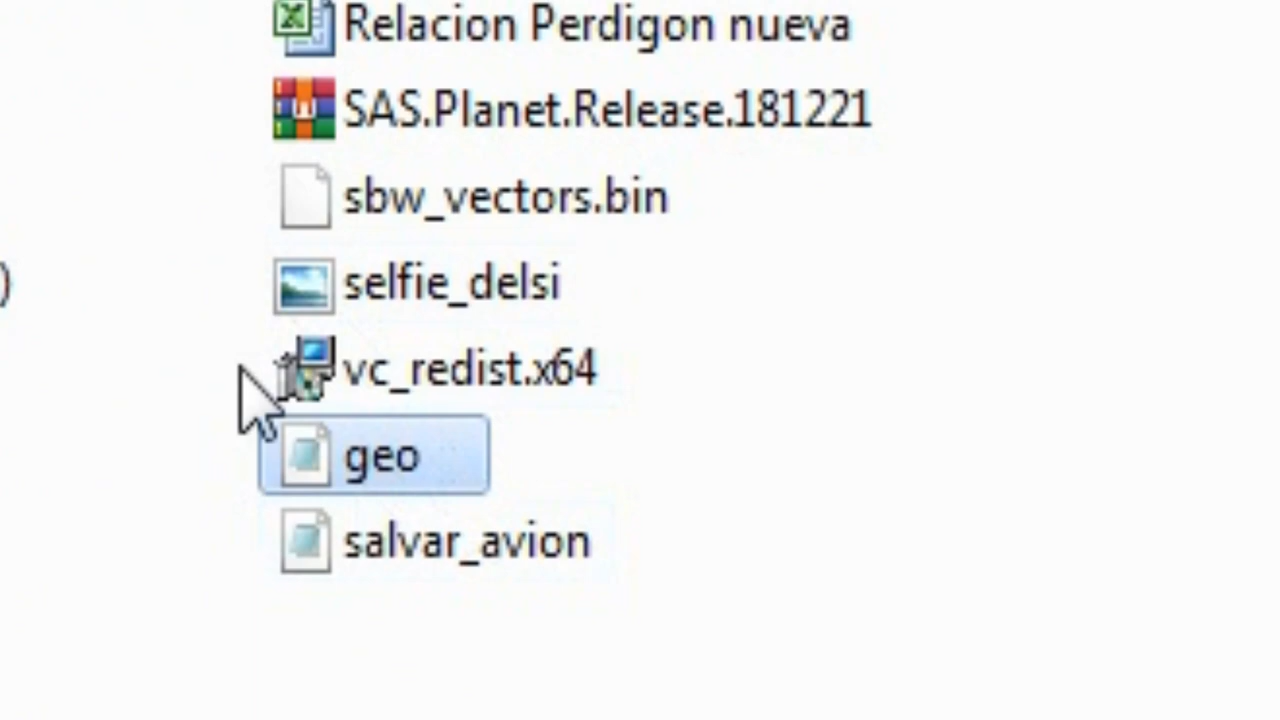 Relacion Perdigon nueva
SAS.Planet.Release.181221
sbw_vectors.bin
)
selfie_delsi
vc_redist.x64
geo
salvar_avion